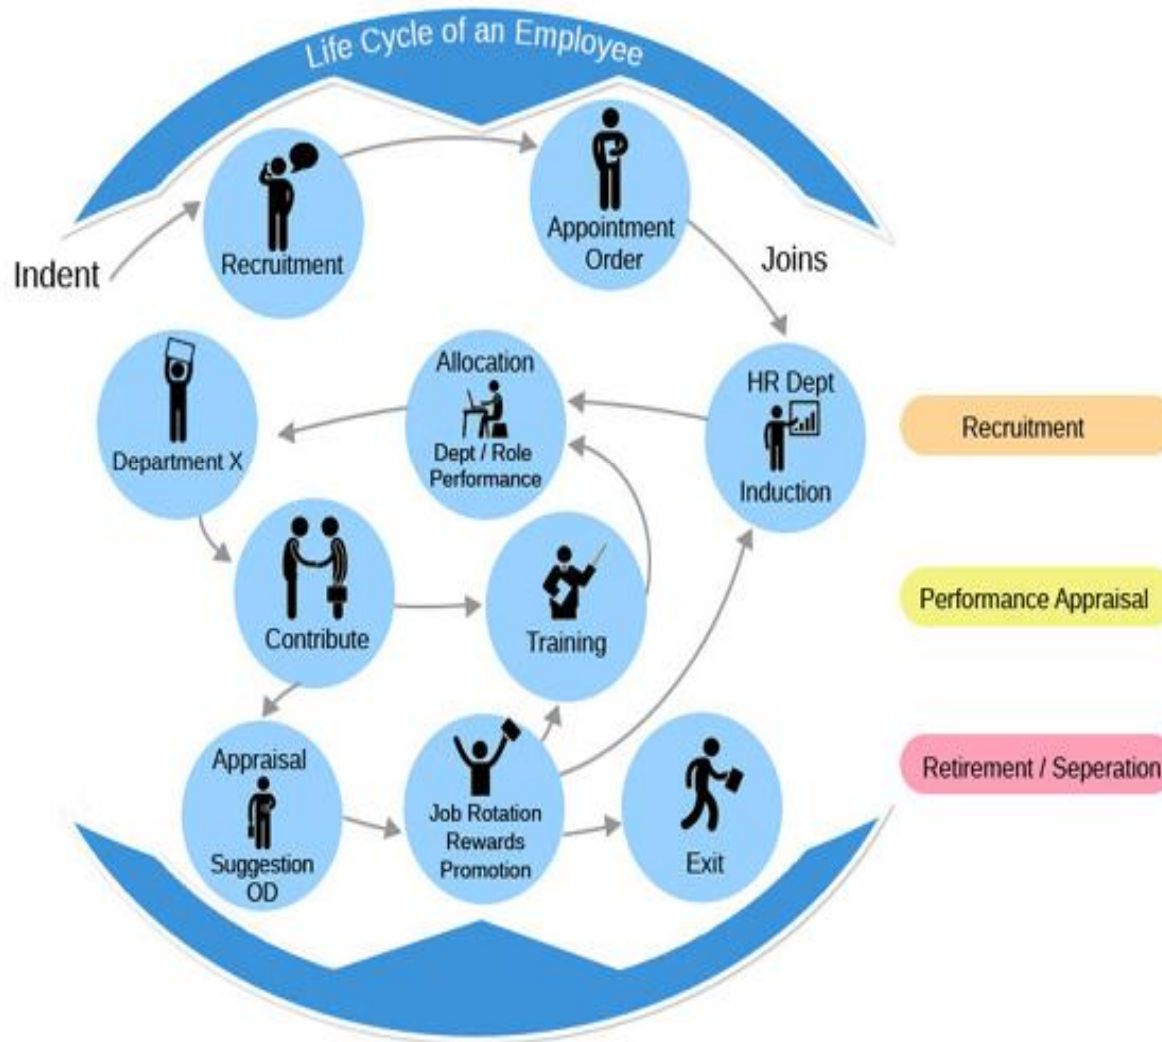 Life Cycle of an Employee
Indent
Recruitment
Appointment
Order
Joins
Department X
Allocation
Dept / Role
Performance
HR Dept
Induction
Recruitment
Contribute
Training
Performance Appraisal
Appraisal
Suggestion
OD
Job Rotation
Rewards
Promotion
Exit
Retirement / Seperation